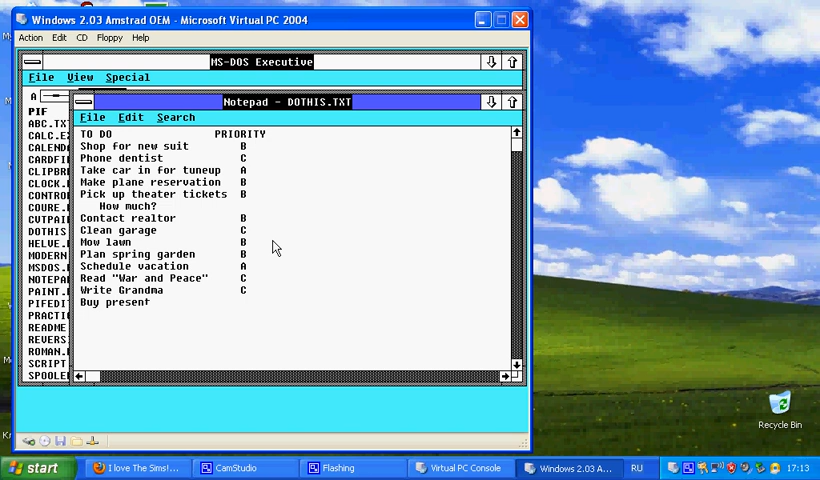 Windows 2.03 Amstrad OEM - Microsoft Virtual PC 2004
Action Edit CD Floppy Help
MS-DOS Executive
File View Special
A
Notepad - DOTHIS.TXT
File Edit Search
TO DO PRIORITY
Shop for new suit B
Phone dentist C
Take car in for tuneup A
Make plane reservation B
Pick up theater tickets B
How much?
Contact realtor B
Clean garage C
Mow lawn B
Plan spring garden B
Schedule vacation A
Read "War and Peace" C
Write Grandma C
Buy present
PIF
ABC.TXT
CALC.EX
CALEND
CARDFI
CLIPBR
CLOCK.
CONTRO
COURE.
CVTPAI
DOTHIS
HELVE.
MODERN
MSDOS.
NOTEPA
PAINT.
PIFEDI
PRACTI
README
REVERS
ROMAN.
SCRIPT
SPOOLE
Recycle Bin
start
I love The Sims!...
CamStudio
Flashing
Virtual PC Console
Windows 2.03 A...
RU
17:13